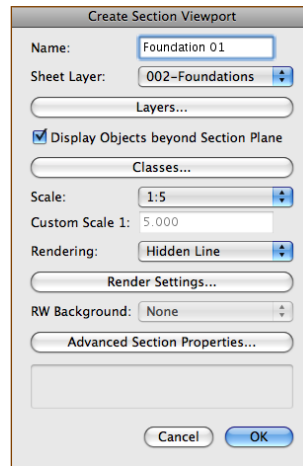 Create Section Viewport
Name: Foundation 01
Sheet Layer: 002-Foundations
Layers...
Display Objects beyond Section Plane
Classes...
Scale: 1:5
Custom Scale 1: 5.000
Rendering: Hidden Line
Render Settings...
RW Background: None
Advanced Section Properties...
Cancel OK